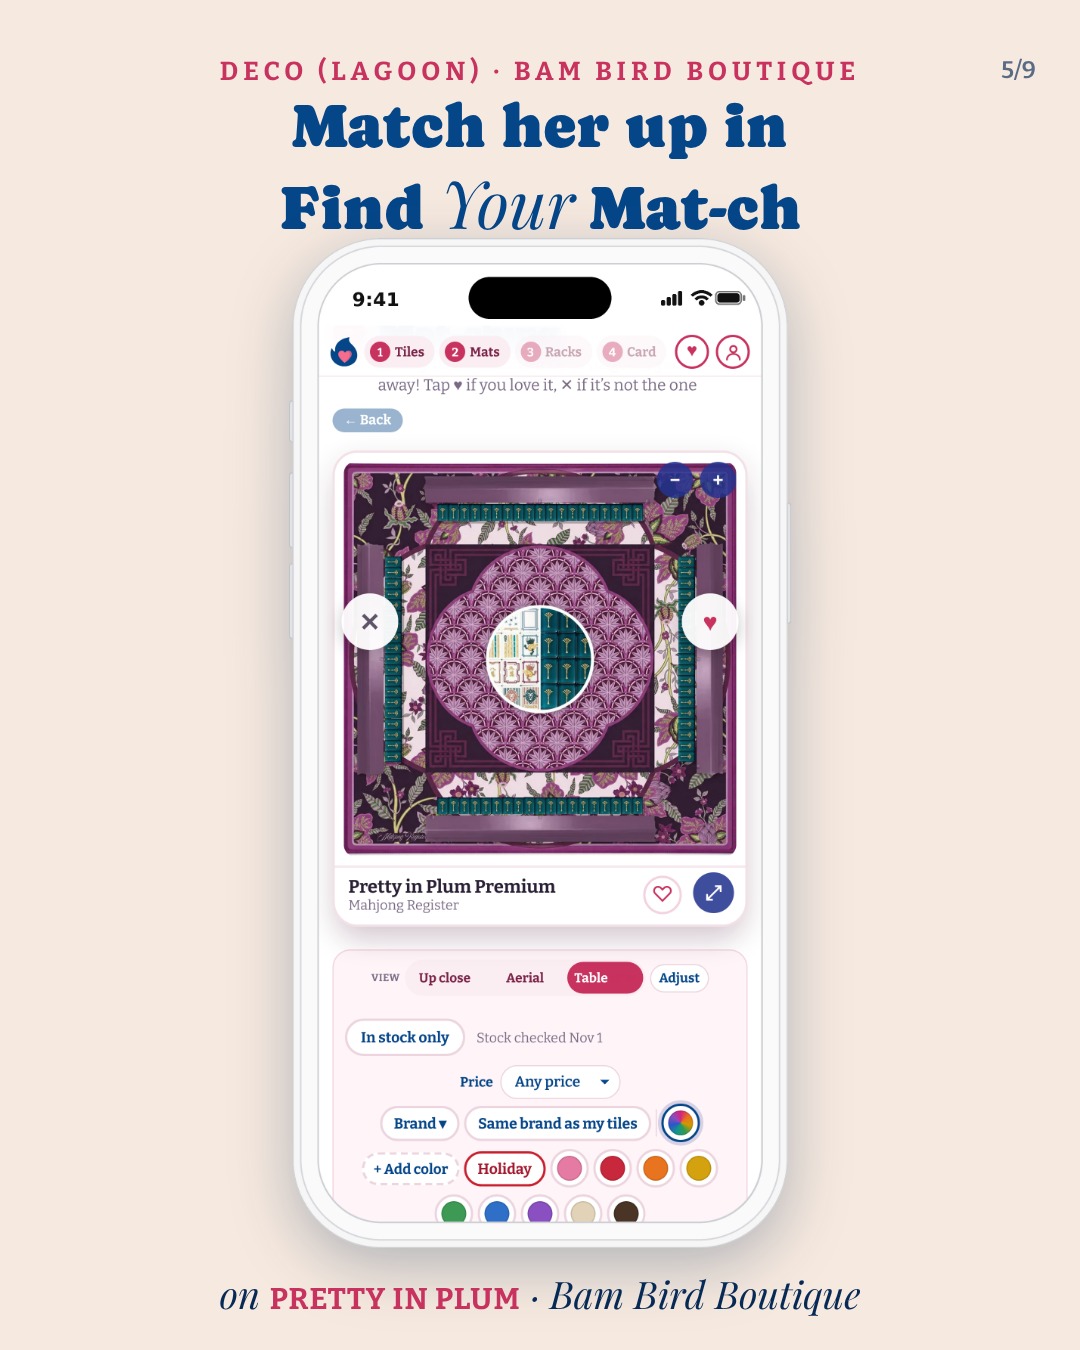 DECO (LAGOON) · BAM BIRD BOUTIQUE
5/9
Match her up in
Find Your Mat-ch
9:41
1 Tiles 2 Mats 3 Racks 4 Card
away! Tap ♥ if you love it, ✕ if it's not the one
← Back
− +
✕ ♥
Pretty in Plum Premium
Mahjong Register
VIEW Up close Aerial Table Adjust
In stock only Stock checked Nov 1
Price Any price
Brand ▾ Same brand as my tiles
+ Add color Holiday
on PRETTY IN PLUM · Bam Bird Boutique